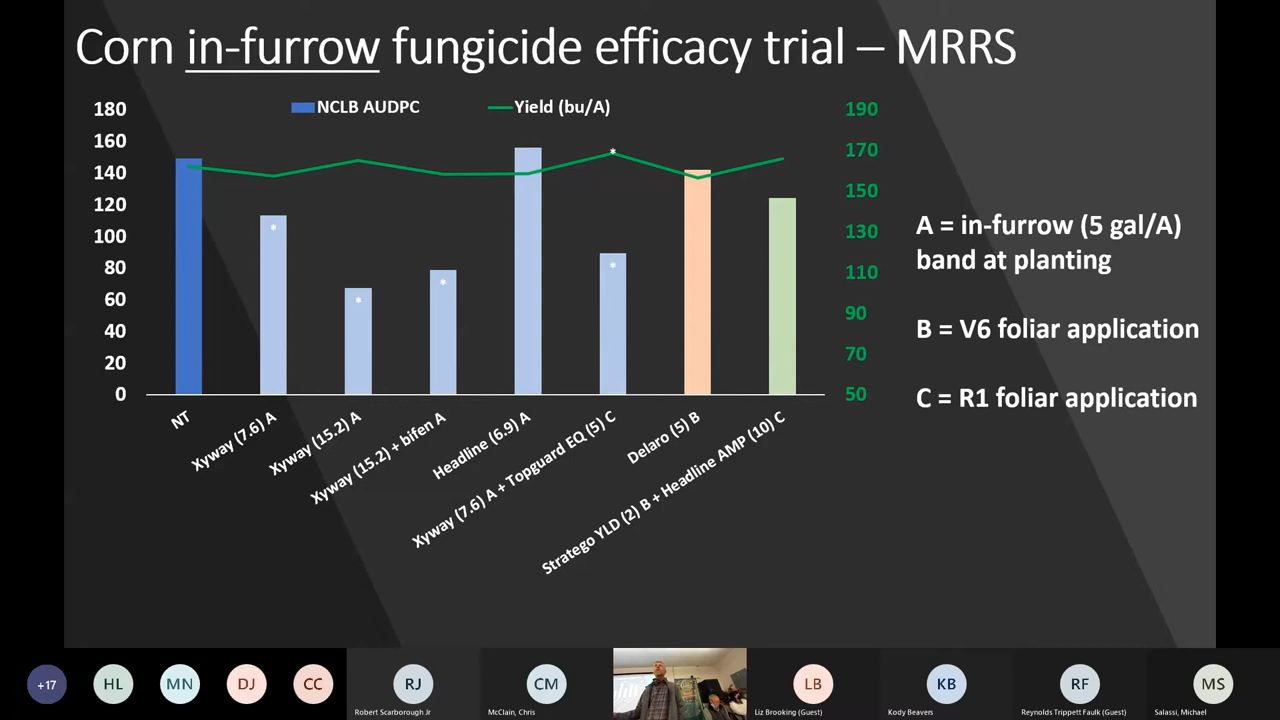 Corn in-furrow fungicide efficacy trial – MRRS
NCLB AUDPC
Yield (bu/A)
180
160
140
120
100
80
60
40
20
0
190
170
150
130
110
90
70
50
*
*
*
*
*
NT
Xyway (7.6) A
Xyway (15.2) A
Xyway (15.2) + bifen A
Headline (6.9) A
Xyway (7.6) A + Topguard EQ (5) C
Delaro (5) B
Stratego YLD (2) B + Headline AMP (10) C
A = in-furrow (5 gal/A)
band at planting
B = V6 foliar application
C = R1 foliar application
+17
HL
MN
DJ
CC
RJ
Robert Scarborough Jr
CM
McClain, Chris
LB
Liz Brooking (Guest)
KB
Kody Beavers
RF
Reynolds Trippett Faulk (Guest)
MS
Salassi, Michael